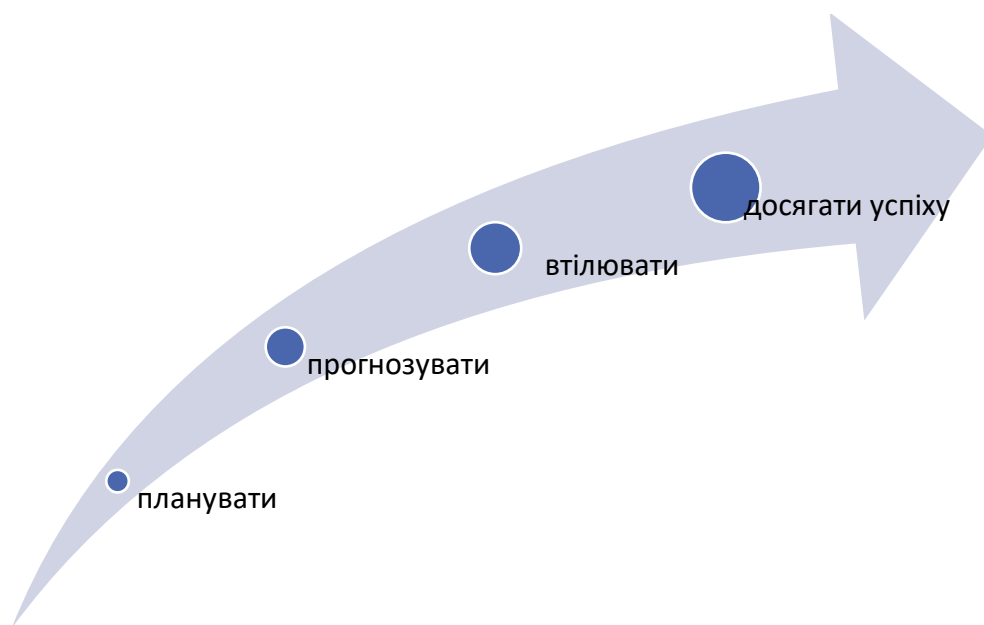 досягати успіху
втілювати
прогнозувати
планувати